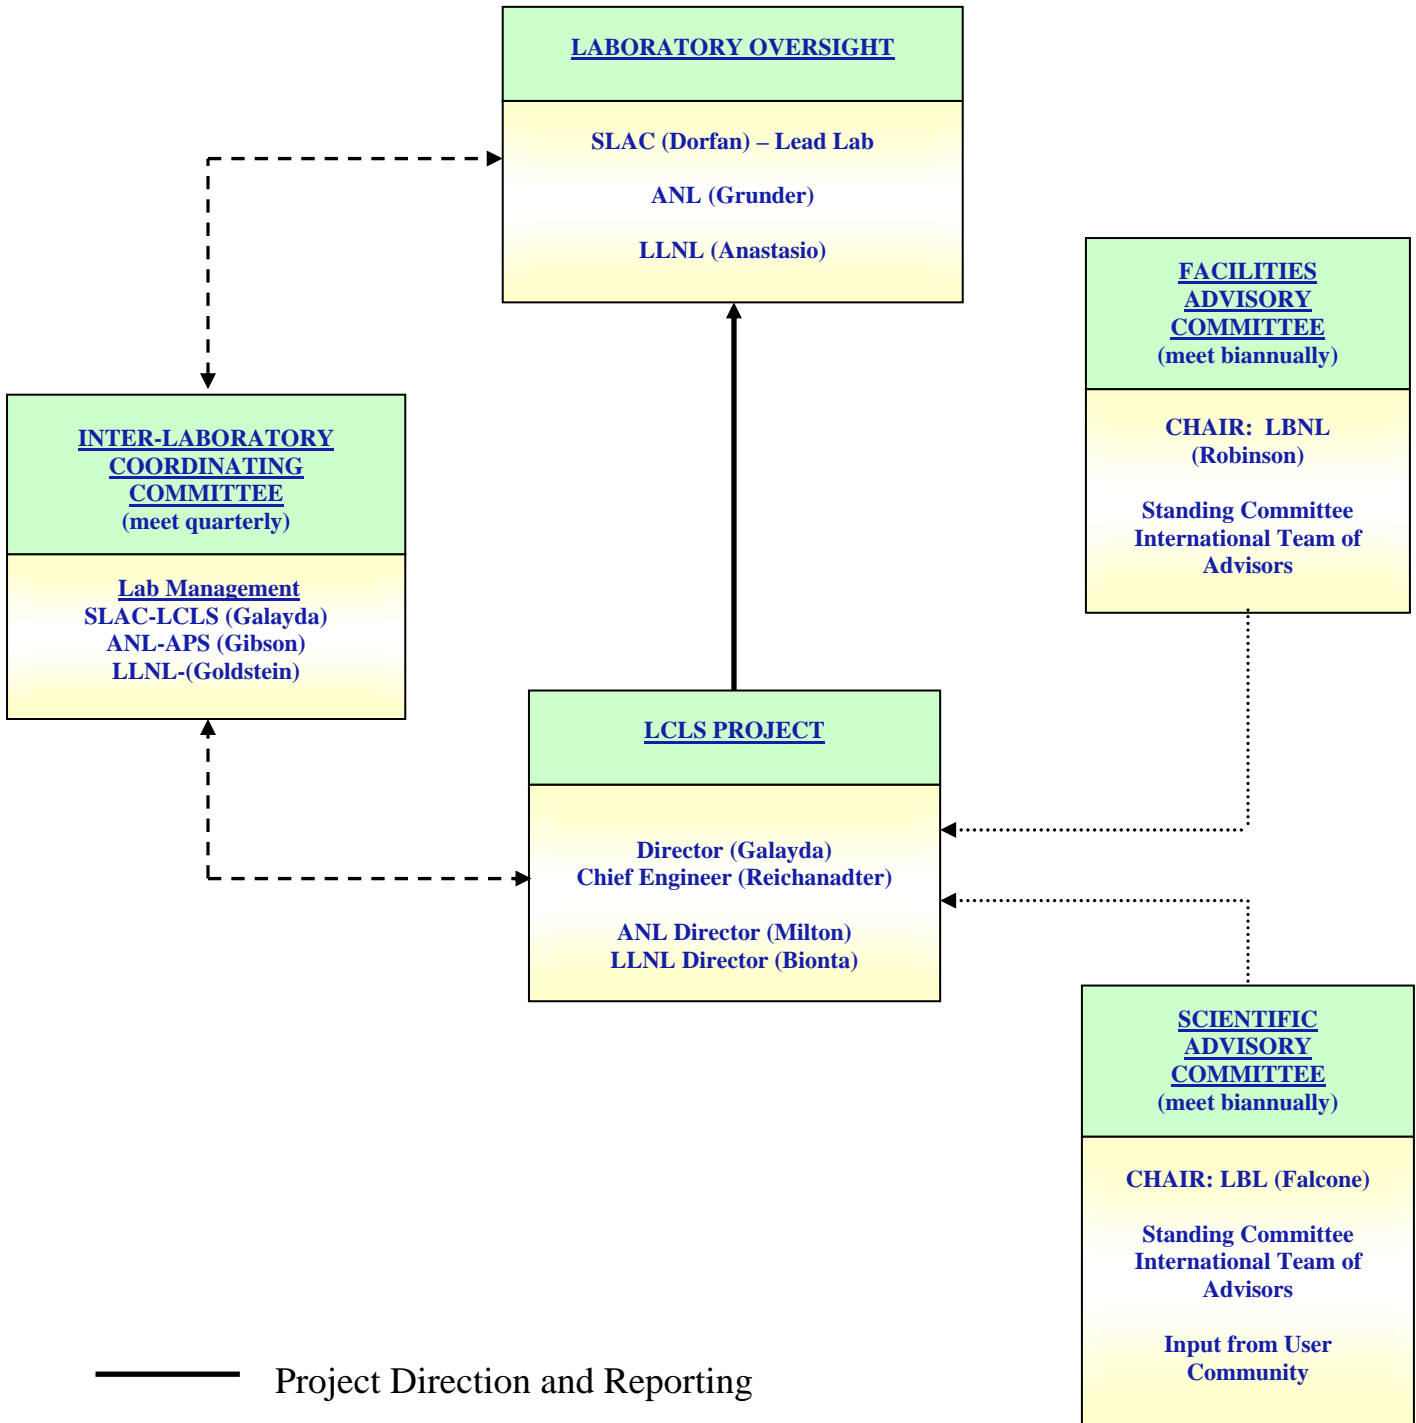 LABORATORY OVERSIGHT
SLAC (Dorfan) – Lead Lab
ANL (Grunder)
LLNL (Anastasio)
FACILITIES
ADVISORY
COMMITTEE
(meet biannually)
CHAIR:  LBNL
(Robinson)
Standing Committee
International Team of
Advisors
INTER-LABORATORY
COORDINATING
COMMITTEE
(meet quarterly)
Lab Management
SLAC-LCLS (Galayda)
ANL-APS (Gibson)
LLNL-(Goldstein)
LCLS PROJECT
Director (Galayda)
Chief Engineer (Reichanadter)
ANL Director (Milton)
LLNL Director (Bionta)
SCIENTIFIC
ADVISORY
COMMITTEE
(meet biannually)
CHAIR: LBL (Falcone)
Standing Committee
International Team of
Advisors
Input from User
Community
Project Direction and Reporting